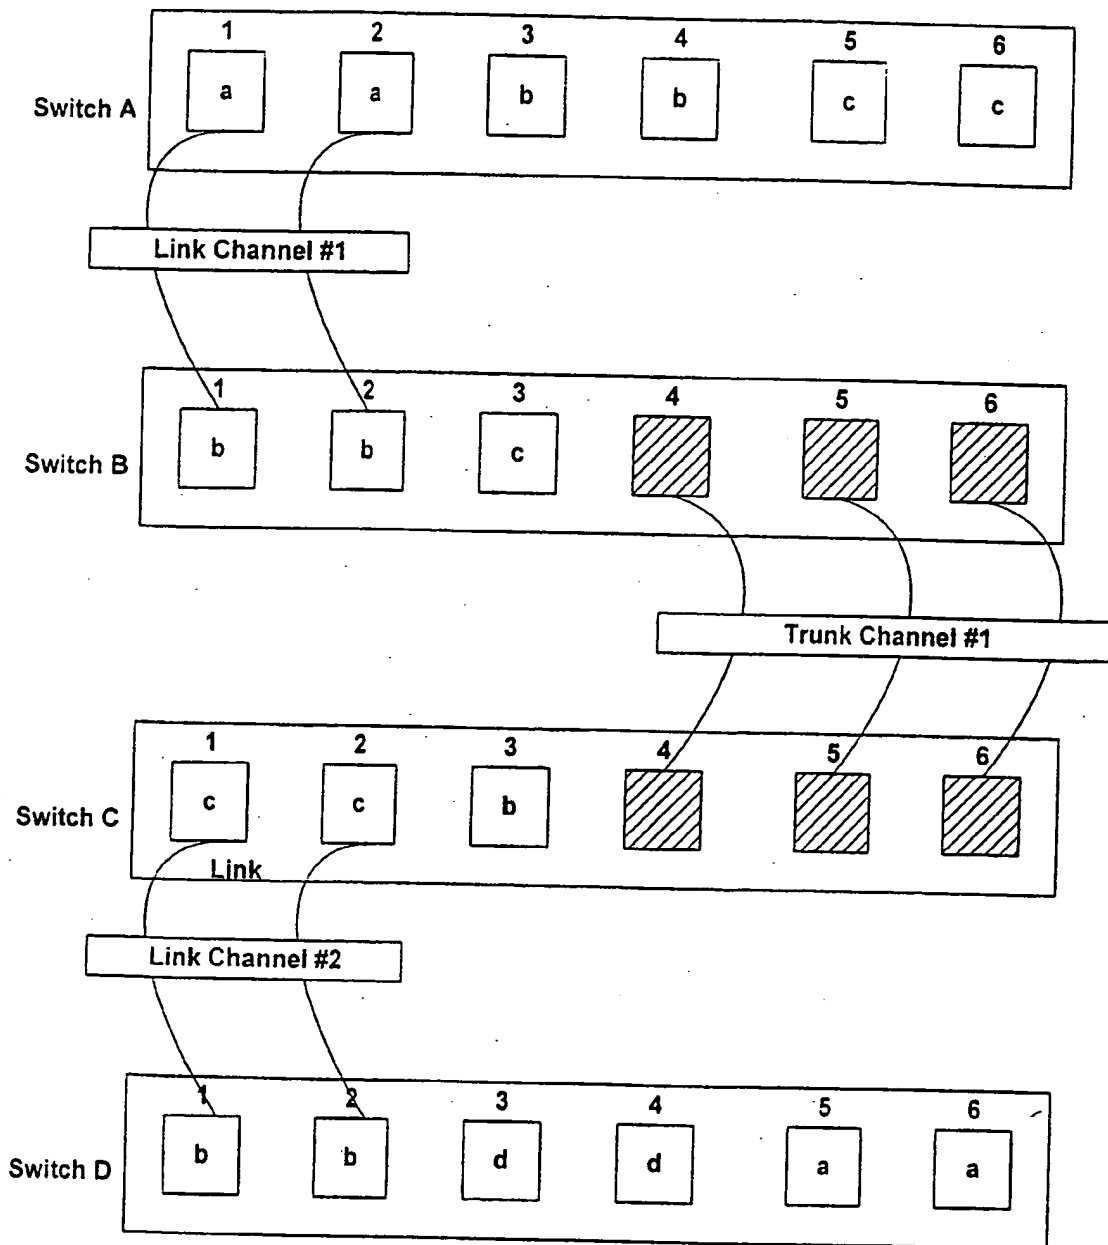 1 2 3 4 5 6
Switch A a a b b c c
Link Channel #1
1 2 3 4 5 6
Switch B b b c
Trunk Channel #1
1 2 3 4 5 6
Switch C c c b
Link
Link Channel #2
1 2 3 4 5 6
Switch D b b d d a a